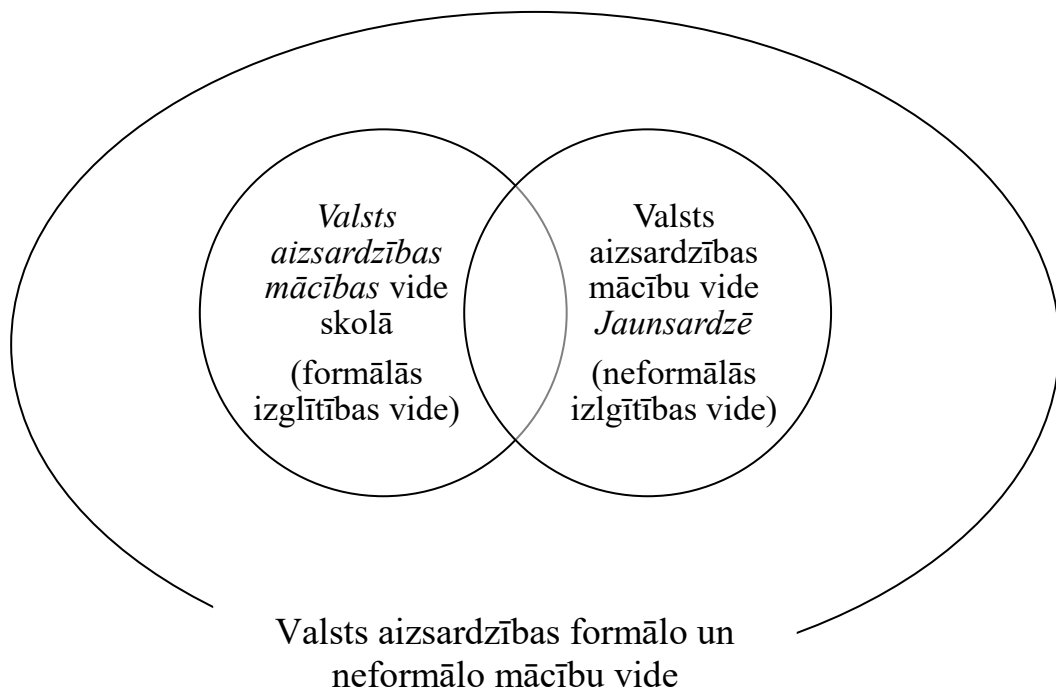 Valsts
aizsardzības
mācības vide
skolā
(formālās
izglītības vide)
Valsts
aizsardzības
mācību vide
Jaunsardzē
(neformālās
izlgītības vide)
Valsts aizsardzības formālo un
neformālo mācību vide